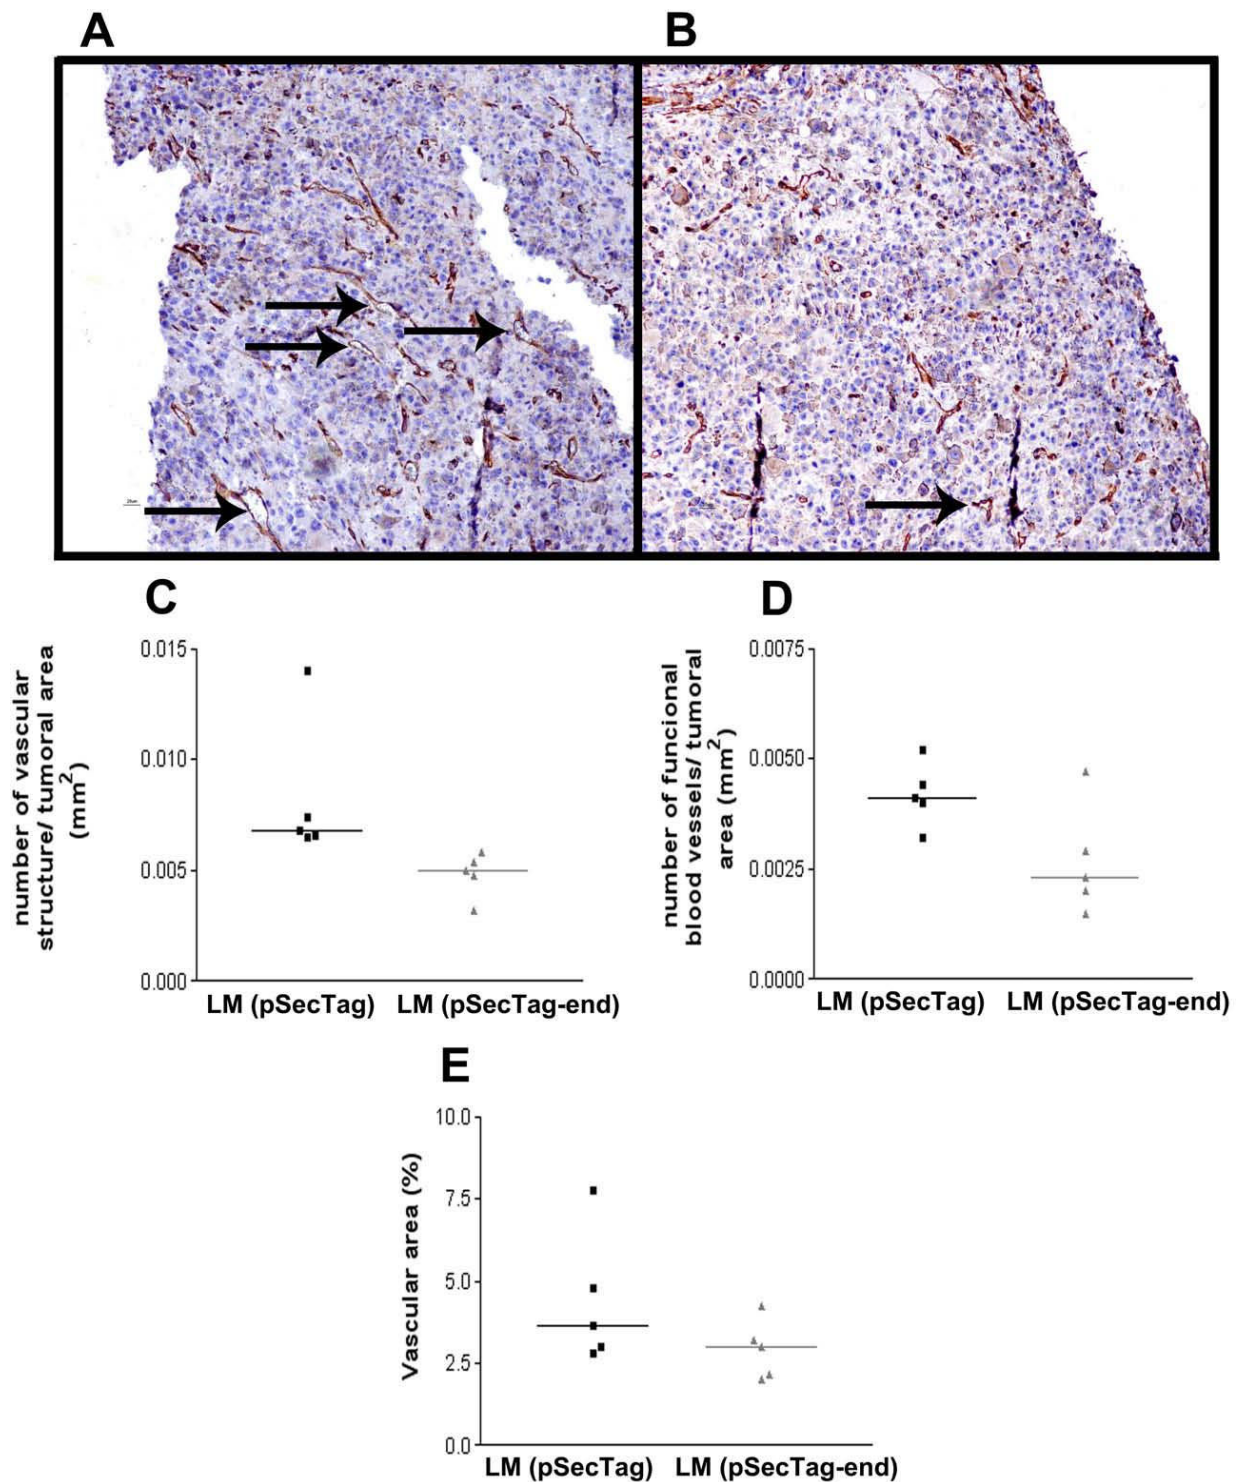 A
B
C
number of vascular
structure/ tumoral area
(mm2)
0.015
0.010
0.005
0.000
LM (pSecTag)
LM (pSecTag-end)
D
number of funcional
blood vessels/ tumoral
area (mm2)
0.0075
0.0050
0.0025
0.0000
LM (pSecTag)
LM (pSecTag-end)
E
Vascular area (%)
10.0
7.5
5.0
2.5
0.0
LM (pSecTag)
LM (pSecTag-end)